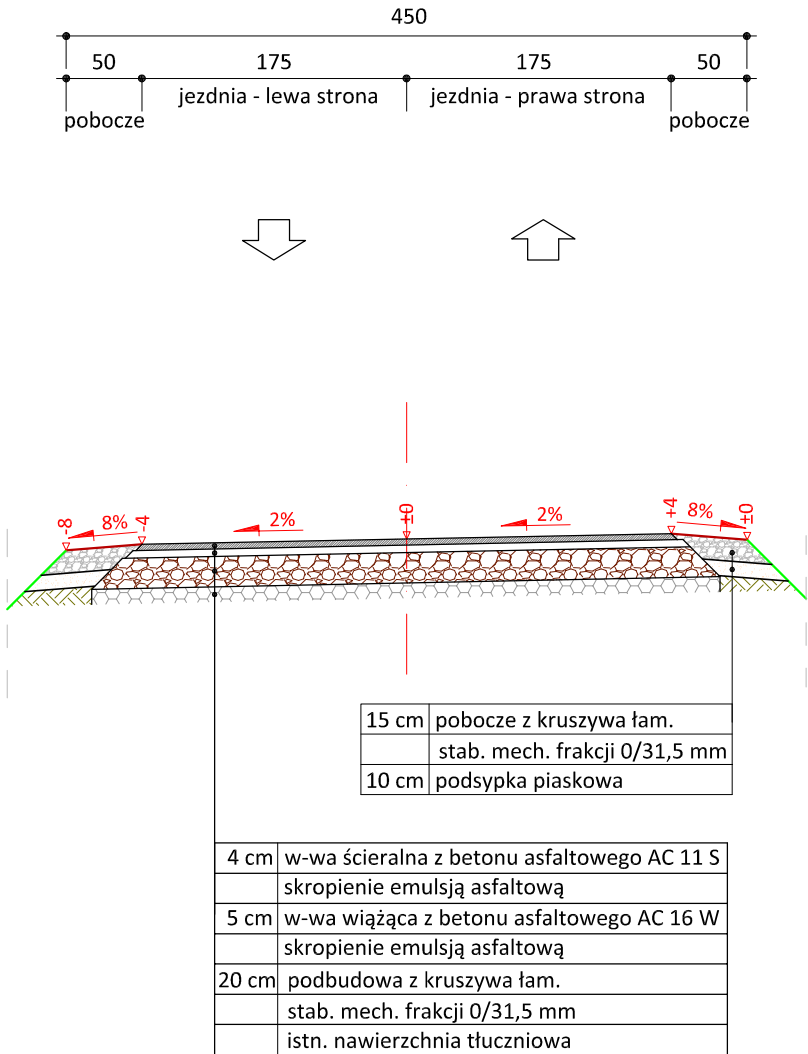 450
50 175 175 50
jezdnia - lewa strona jezdnia - prawa strona
pobocze pobocze
-8 8% -4 2% ±0 2% +4 8% ±0
15 cm pobocze z kruszywa łam.
stab. mech. frakcji 0/31,5 mm
10 cm podsypka piaskowa
4 cm w-wa ścieralna z betonu asfaltowego AC 11 S
skropienie emulsją asfaltową
5 cm w-wa wiążąca z betonu asfaltowego AC 16 W
skropienie emulsją asfaltową
20 cm podbudowa z kruszywa łam.
stab. mech. frakcji 0/31,5 mm
istn. nawierzchnia tłuczniowa